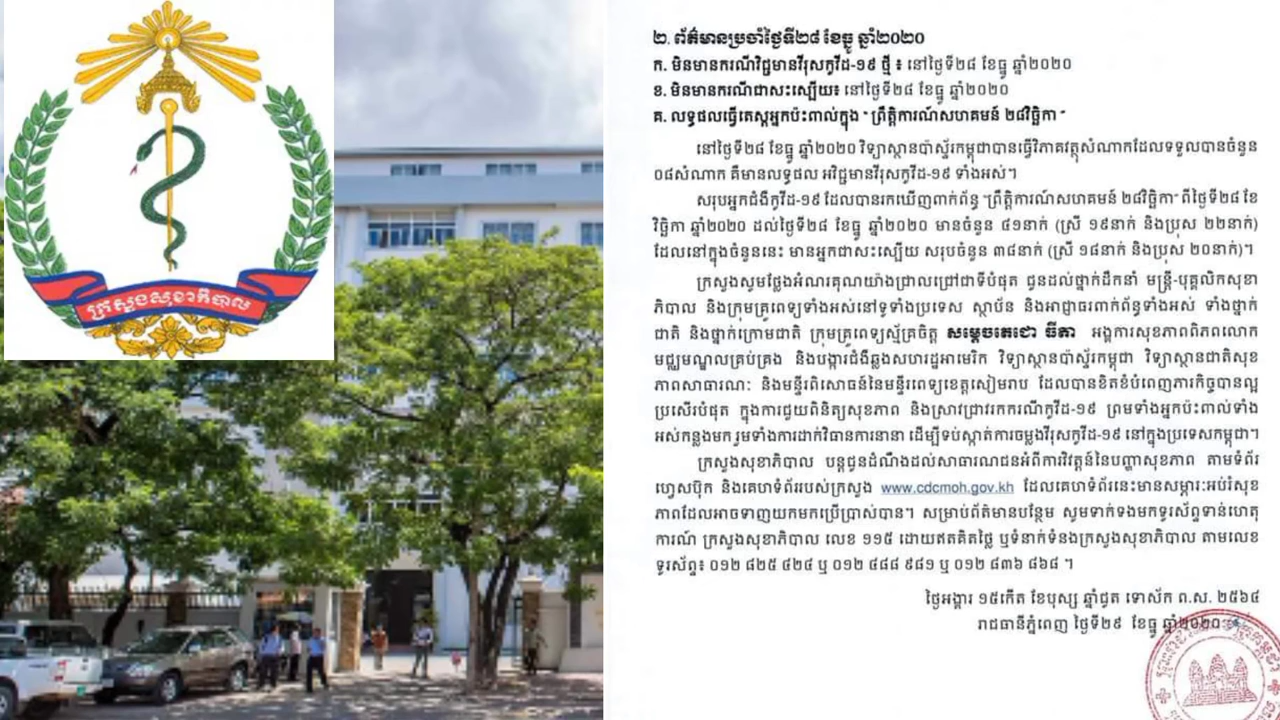 ក្រសួងសុខាភិបាល
២. ព័ត៌មានប្រចាំថ្ងៃទី២៨ ខែធ្នូ ឆ្នាំ២០២០
ក. មិនមានករណីវិជ្ជមានវីរុសកូវីដ-១៩ ថ្មី ៖ នៅថ្ងៃទី២៨ ខែធ្នូ ឆ្នាំ២០២០
ខ. មិនមានករណីជាសះស្បើយ៖ នៅថ្ងៃទី២៨ ខែធ្នូ ឆ្នាំ២០២០
គ. លទ្ធផលធ្វើតេស្តអ្នកប៉ះពាល់ក្នុង “ ព្រឹត្តិការណ៍សហគមន៍ ២៨វិច្ឆិកា ”
នៅថ្ងៃទី២៨ ខែធ្នូ ឆ្នាំ២០២០ វិទ្យាស្ថានប៉ាស្ទ័រកម្ពុជាបានធ្វើវិភាគវត្ថុសំណាកដែលទទួលបានចំនួន
០៨សំណាក គឺមានលទ្ធផល អវិជ្ជមានវីរុសកូវីដ-១៩ ទាំងអស់។
សរុបអ្នកជំងឺកូវីដ-១៩ ដែលបានរកឃើញពាក់ព័ន្ធ “ព្រឹត្តិការណ៍សហគមន៍ ២៨វិច្ឆិកា” ពីថ្ងៃទី២៨ ខែ
វិច្ឆិកា ឆ្នាំ២០២០ ដល់ថ្ងៃទី២៨ ខែធ្នូ ឆ្នាំ២០២០ មានចំនួន ៤១នាក់ (ស្រី ១៩នាក់ និងប្រុស ២២នាក់)
ដែលនៅក្នុងចំនួននេះ មានអ្នកជាសះស្បើយ សរុបចំនួន ៣៨នាក់ (ស្រី ១៨នាក់ និងប្រុស ២០នាក់)។
ក្រសួងសូមថ្លែងអំណរគុណយ៉ាងជ្រាលជ្រៅជាទីបំផុត ជូនដល់ថ្នាក់ដឹកនាំ មន្ត្រី-បុគ្គលិកសុខា
ភិបាល និងក្រុមគ្រូពេទ្យទាំងអស់នៅទូទាំងប្រទេស ស្ថាប័ន និងអាជ្ញាធរពាក់ព័ន្ធទាំងអស់ ទាំងថ្នាក់
ជាតិ និងថ្នាក់ក្រោមជាតិ ក្រុមគ្រូពេទ្យស្ម័គ្រចិត្ត សម្តេចតេជោ ធីតា អង្គការសុខភាពពិភពលោក
មជ្ឈមណ្ឌលគ្រប់គ្រង និងបង្ការជំងឺឆ្លងសហរដ្ឋអាមេរិក វិទ្យាស្ថានប៉ាស្ទ័រកម្ពុជា វិទ្យាស្ថានជាតិសុខ
ភាពសាធារណៈ និងមន្ទីរពិសោធន៍នៃមន្ទីរពេទ្យខេត្តសៀមរាប ដែលបានខិតខំបំពេញភារកិច្ចបានល្អ
ប្រសើរបំផុត ក្នុងការជួយពិនិត្យសុខភាព និងស្រាវជ្រាវរកករណីកូវីដ-១៩ ព្រមទាំងអ្នកប៉ះពាល់ទាំង
អស់កន្លងមក រួមទាំងការដាក់វិធានការនានា ដើម្បីទប់ស្កាត់ការចម្លងវីរុសកូវីដ-១៩ នៅក្នុងប្រទេសកម្ពុជា។
ក្រសួងសុខាភិបាល បន្តជូនដំណឹងដល់សាធារណជនអំពីការវិវត្តន៍នៃបញ្ហាសុខភាព តាមទំព័រ
ហ្វេសប៊ុក និងគេហទំព័ររបស់ក្រសួង www.cdcmoh.gov.kh ដែលគេហទំព័រនេះមានសម្ភារៈអប់រំសុខ
ភាពដែលអាចទាញយកមកប្រើប្រាស់បាន។ សម្រាប់ព័ត៌មានបន្ថែម សូមទាក់ទងមកទូរស័ព្ទទាន់ហេតុ
ការណ៍ ក្រសួងសុខាភិបាល លេខ ១១៥ ដោយឥតគិតថ្លៃ ឬទំនាក់ទំនងក្រសួងសុខាភិបាល តាមលេខ
ទូរស័ព្ទ៖ ០១២ ៨២៥ ៤២៤ ឬ ០១២ ៤៨៨ ៩៨១ ឬ ០១២ ៨៣៦ ៨៦៨ ។
ថ្ងៃអង្គារ ១៥កើត ខែបុស្ស ឆ្នាំជូត ទោស័ក ព.ស. ២៥៦៤
រាជធានីភ្នំពេញ ថ្ងៃទី២៩ ខែធ្នូ ឆ្នាំ២០២០